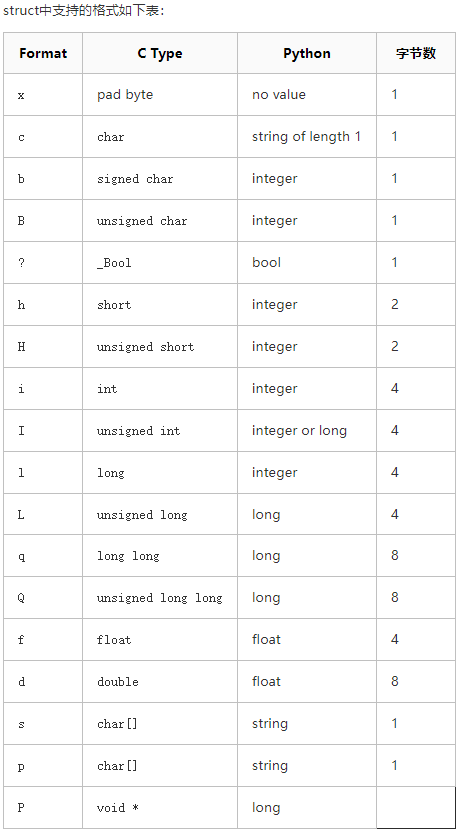 struct中支持的格式如下表：
Format C Type Python 字节数
x pad byte no value 1
c char string of length 1 1
b signed char integer 1
B unsigned char integer 1
? _Bool bool 1
h short integer 2
H unsigned short integer 2
i int integer 4
I unsigned int integer or long 4
l long integer 4
L unsigned long long 4
q long long long 8
Q unsigned long long long 8
f float float 4
d double float 8
s char[] string 1
p char[] string 1
P void * long